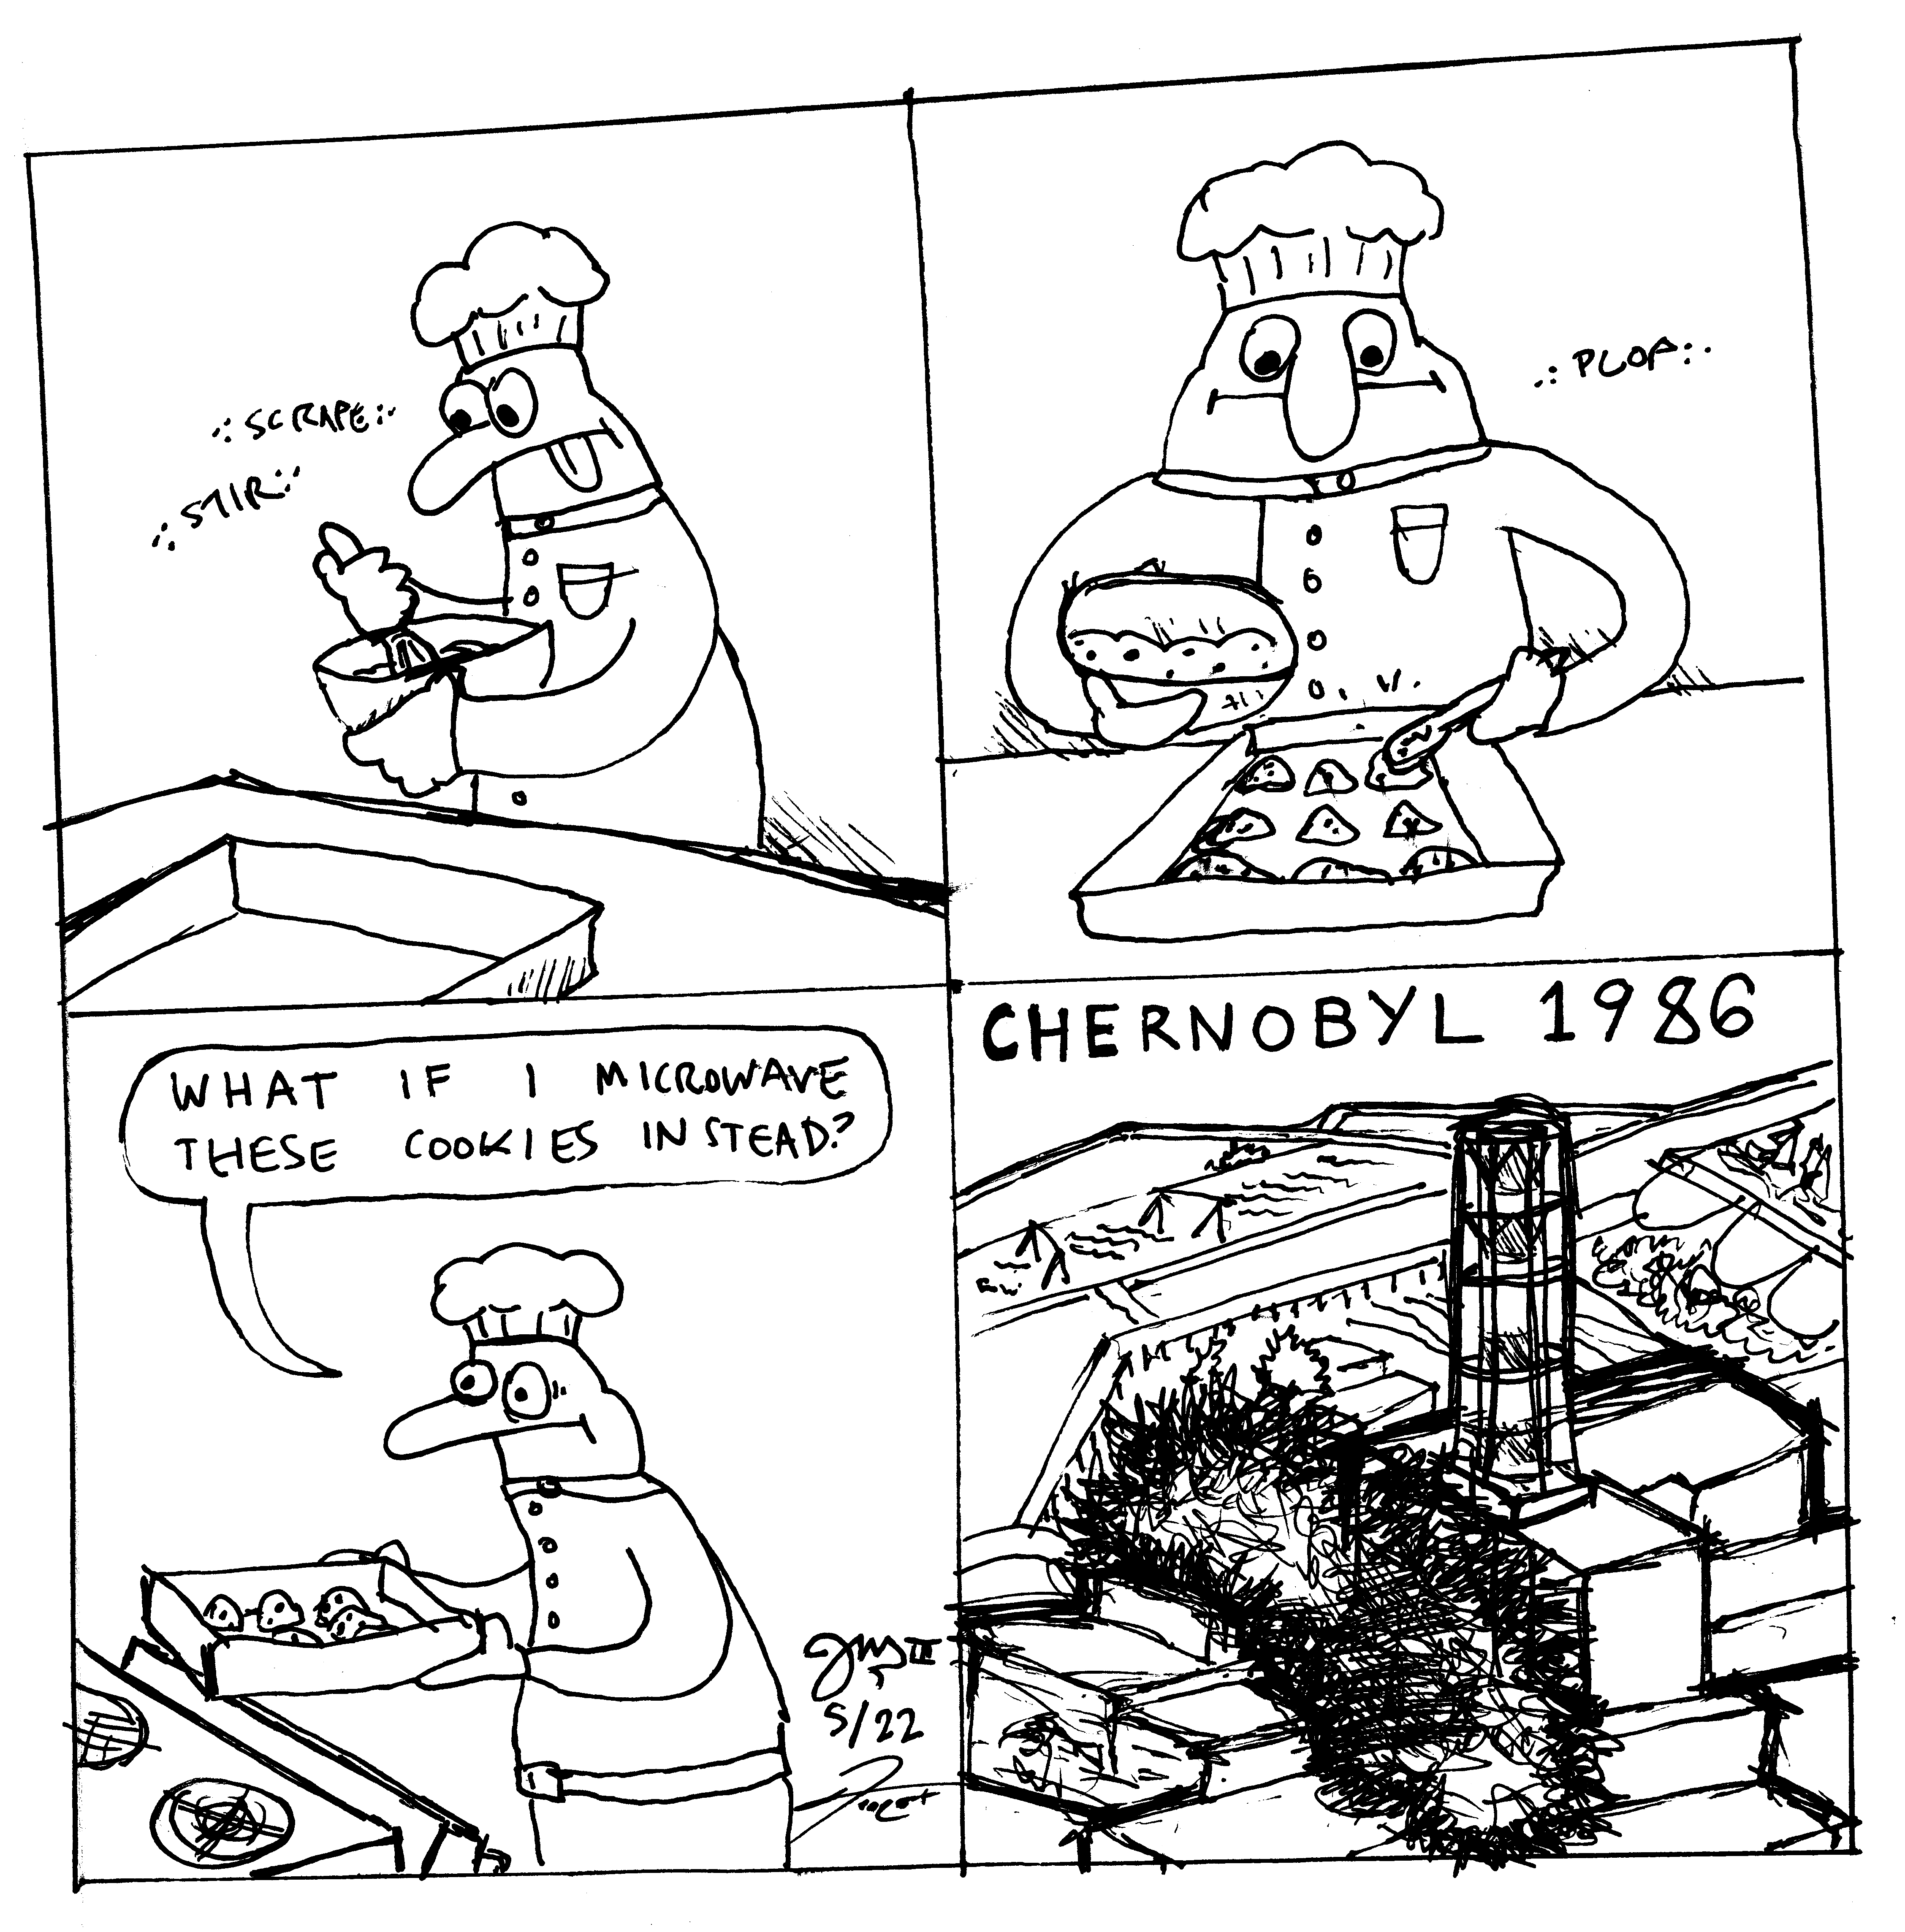 SCRAPE
STIR
PLOP
WHAT IF I MICROWAVE
THESE COOKIES INSTEAD?
5/22
CHERNOBYL 1986